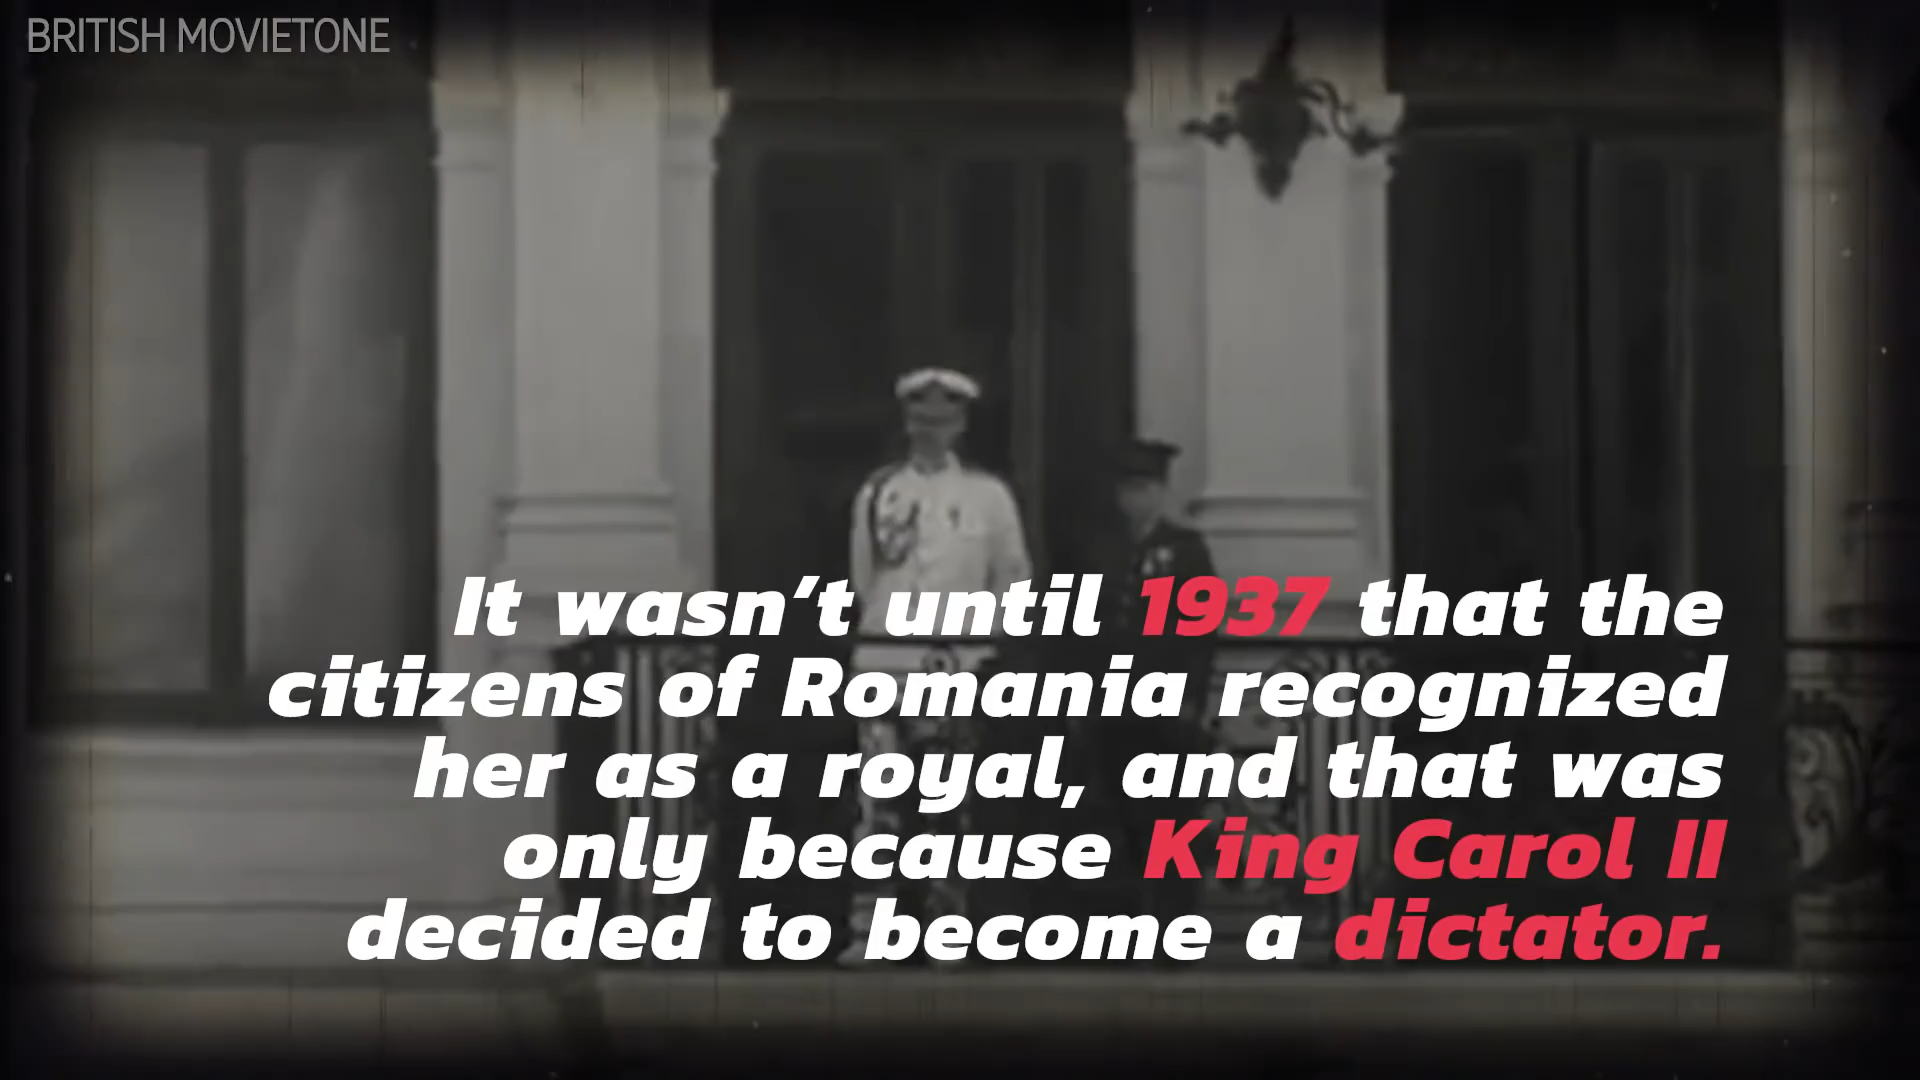 BRITISH MOVIETONE
It wasn’t until 1937 that the
citizens of Romania recognized
her as a royal, and that was
only because King Carol II
decided to become a dictator.